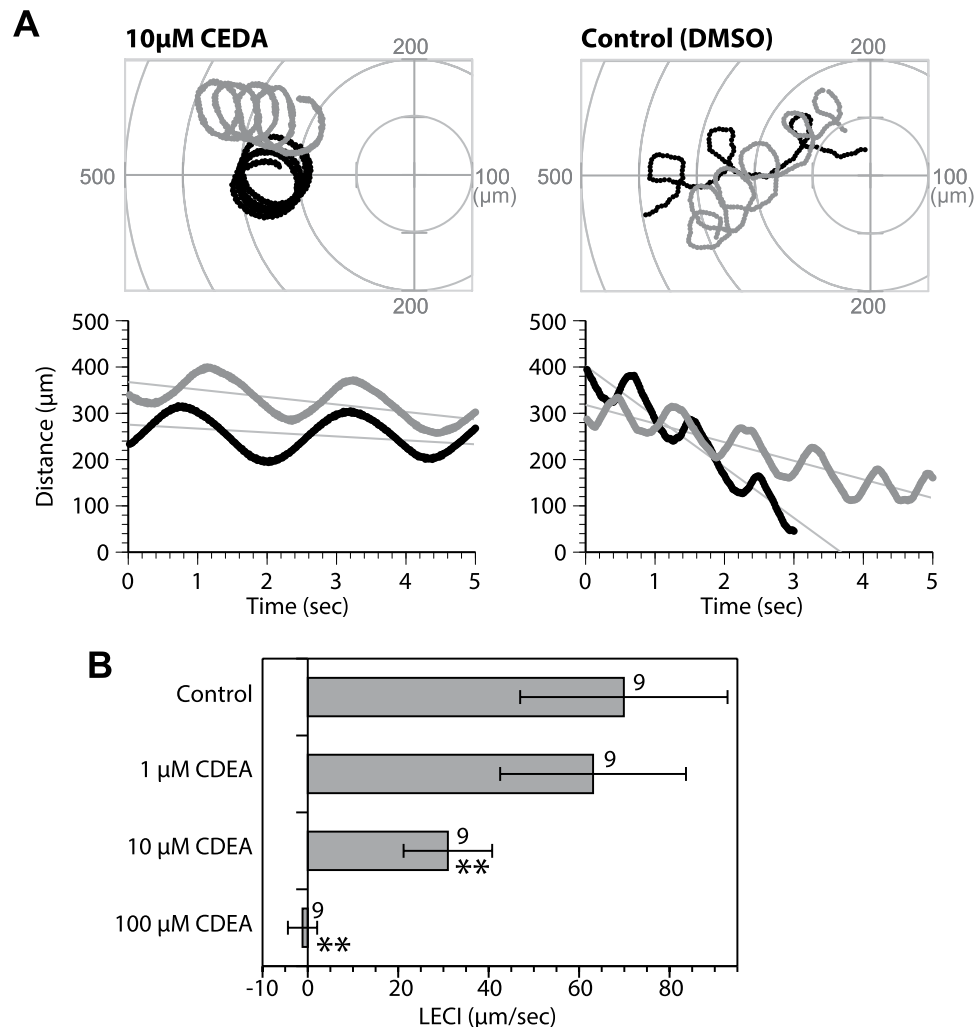 A
10µM CEDA
Control (DMSO)
200
200
500
100
(µm)
500
100
(µm)
200
200
Distance (µm)
500
400
300
200
100
0
0 1 2 3 4 5
Time (sec)
500
400
300
200
100
0
0 1 2 3 4 5
Time (sec)
B
Control
9
1 µM CDEA
9
10 µM CDEA
9
**
100 µM CDEA
9
**
-10 0 20 40 60 80
LECI (µm/sec)